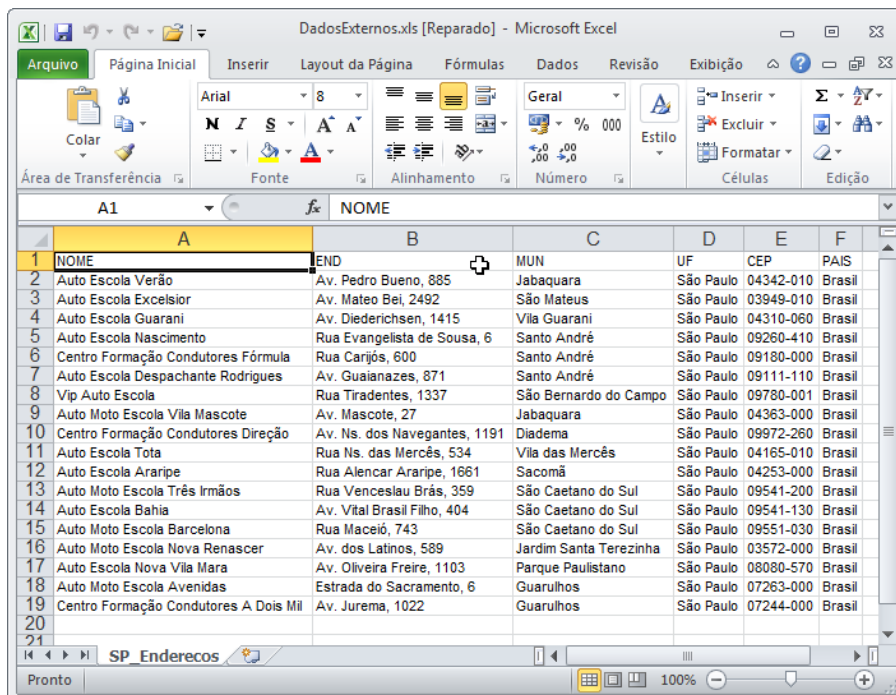 DadosExternos.xls [Reparado] - Microsoft Excel
Arquivo Página Inicial Inserir Layout da Página Fórmulas Dados Revisão Exibição
Colar
Arial 8
N I S A A
A
Geral
% 000
,00 ,00
Estilo
Inserir
Excluir
Formatar
Σ
Área de Transferência Fonte Alinhamento Número Células Edição
A1 fx NOME
A B C D E F
1 NOME END MUN UF CEP PAIS
2 Auto Escola Verão Av. Pedro Bueno, 885 Jabaquara São Paulo 04342-010 Brasil
3 Auto Escola Excelsior Av. Mateo Bei, 2492 São Mateus São Paulo 03949-010 Brasil
4 Auto Escola Guarani Av. Diederichsen, 1415 Vila Guarani São Paulo 04310-060 Brasil
5 Auto Escola Nascimento Rua Evangelista de Sousa, 6 Santo André São Paulo 09260-410 Brasil
6 Centro Formação Condutores Fórmula Rua Carijós, 600 Santo André São Paulo 09180-000 Brasil
7 Auto Escola Despachante Rodrigues Av. Guaianazes, 871 Santo André São Paulo 09111-110 Brasil
8 Vip Auto Escola Rua Tiradentes, 1337 São Bernardo do Campo São Paulo 09780-001 Brasil
9 Auto Moto Escola Vila Mascote Av. Mascote, 27 Jabaquara São Paulo 04363-000 Brasil
10 Centro Formação Condutores Direção Av. Ns. dos Navegantes, 1191 Diadema São Paulo 09972-260 Brasil
11 Auto Escola Tota Rua Ns. das Mercês, 534 Vila das Mercês São Paulo 04165-010 Brasil
12 Auto Escola Araripe Rua Alencar Araripe, 1661 Sacomã São Paulo 04253-000 Brasil
13 Auto Moto Escola Três Irmãos Rua Venceslau Brás, 359 São Caetano do Sul São Paulo 09541-200 Brasil
14 Auto Escola Bahia Av. Vital Brasil Filho, 404 São Caetano do Sul São Paulo 09541-130 Brasil
15 Auto Moto Escola Barcelona Rua Maceió, 743 São Caetano do Sul São Paulo 09551-030 Brasil
16 Auto Moto Escola Nova Renascer Av. dos Latinos, 589 Jardim Santa Terezinha São Paulo 03572-000 Brasil
17 Auto Escola Nova Vila Mara Av. Oliveira Freire, 1103 Parque Paulistano São Paulo 08080-570 Brasil
18 Auto Moto Escola Avenidas Estrada do Sacramento, 6 Guarulhos São Paulo 07263-000 Brasil
19 Centro Formação Condutores A Dois Mil Av. Jurema, 1022 Guarulhos São Paulo 07244-000 Brasil
20
21
SP_Enderecos
Pronto 100%